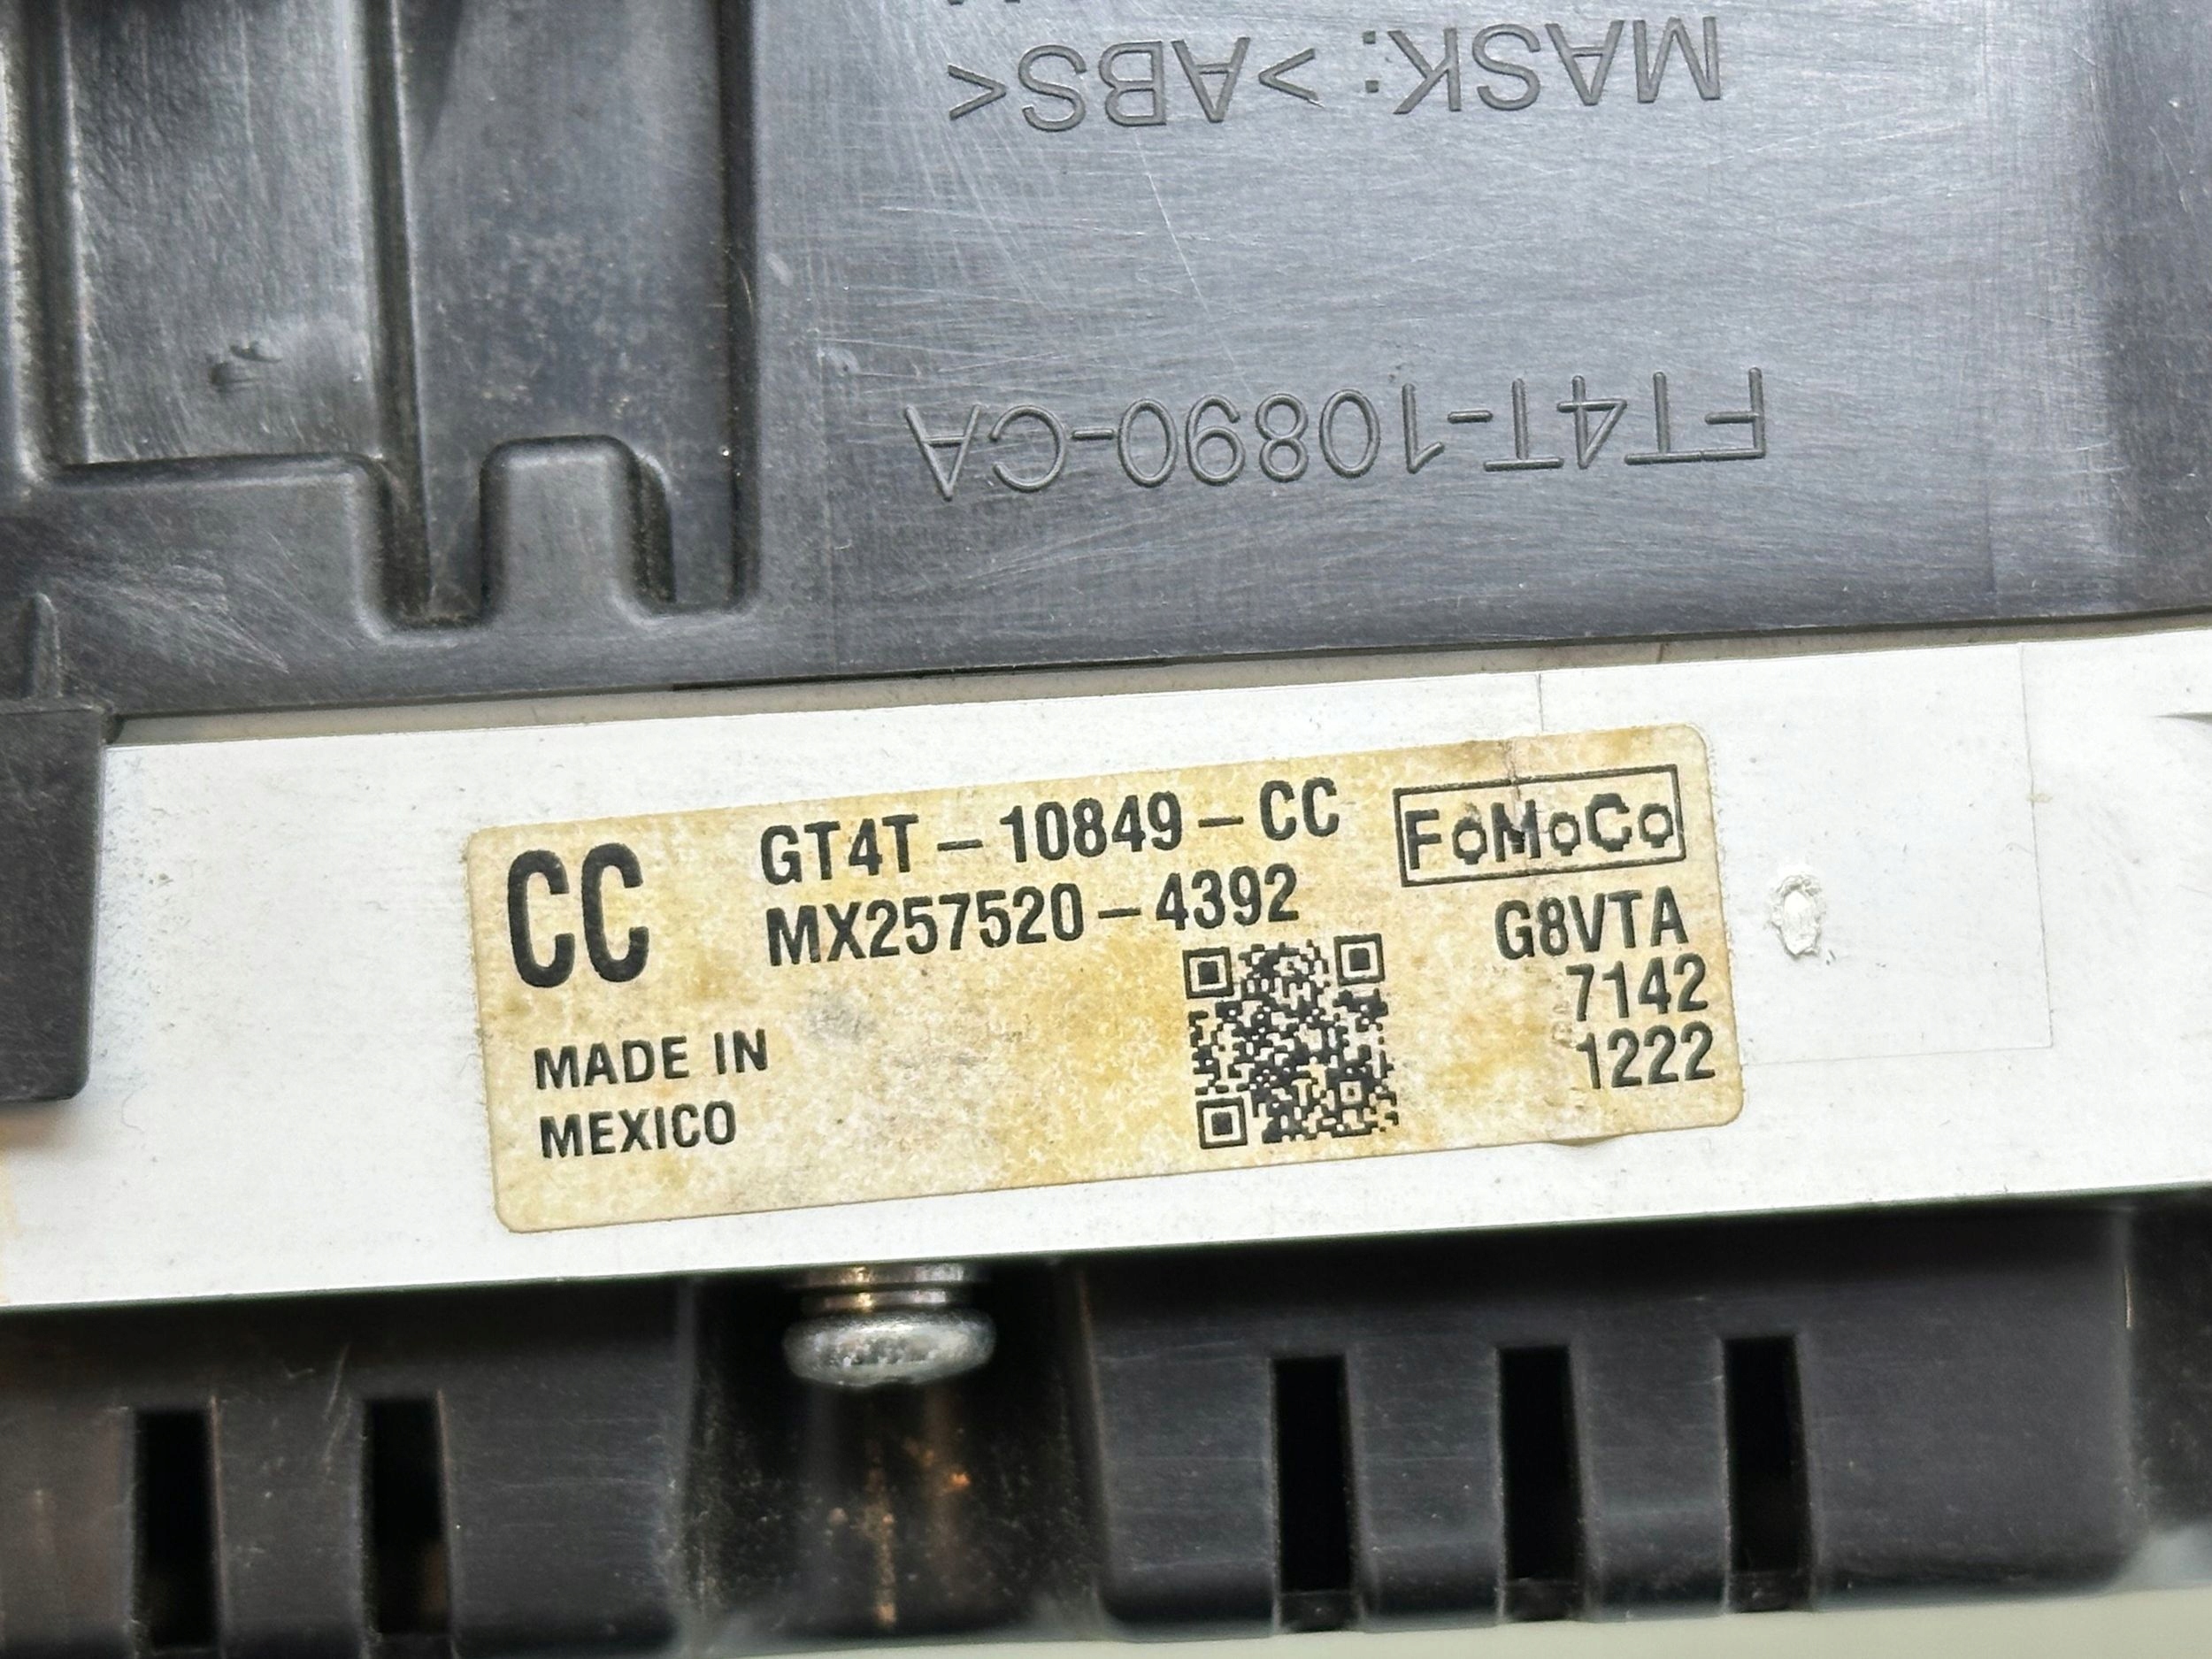 MASK: >ABS<
FT4T-10890-CA
CC
GT4T-10849-CC
FoMoCo
MX257520-4392
G8VTA
7142
1222
MADE IN
MEXICO